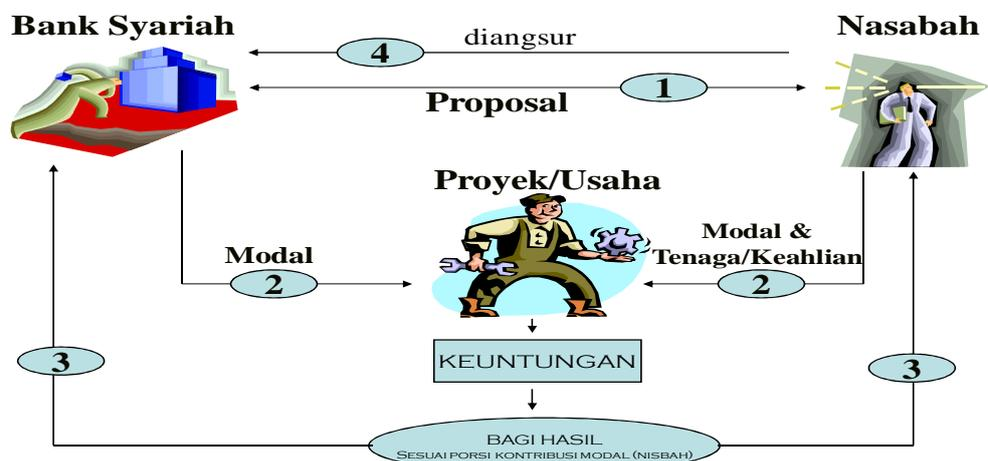 Bank Syariah
Nasabah
4
diangsur
1
Proposal
Proyek/Usaha
Modal
2
Modal &
Tenaga/Keahlian
2
3
KEUNTUNGAN
3
BAGI HASIL
SESUAI PORSI KONTRIBUSI MODAL (NISBAH)